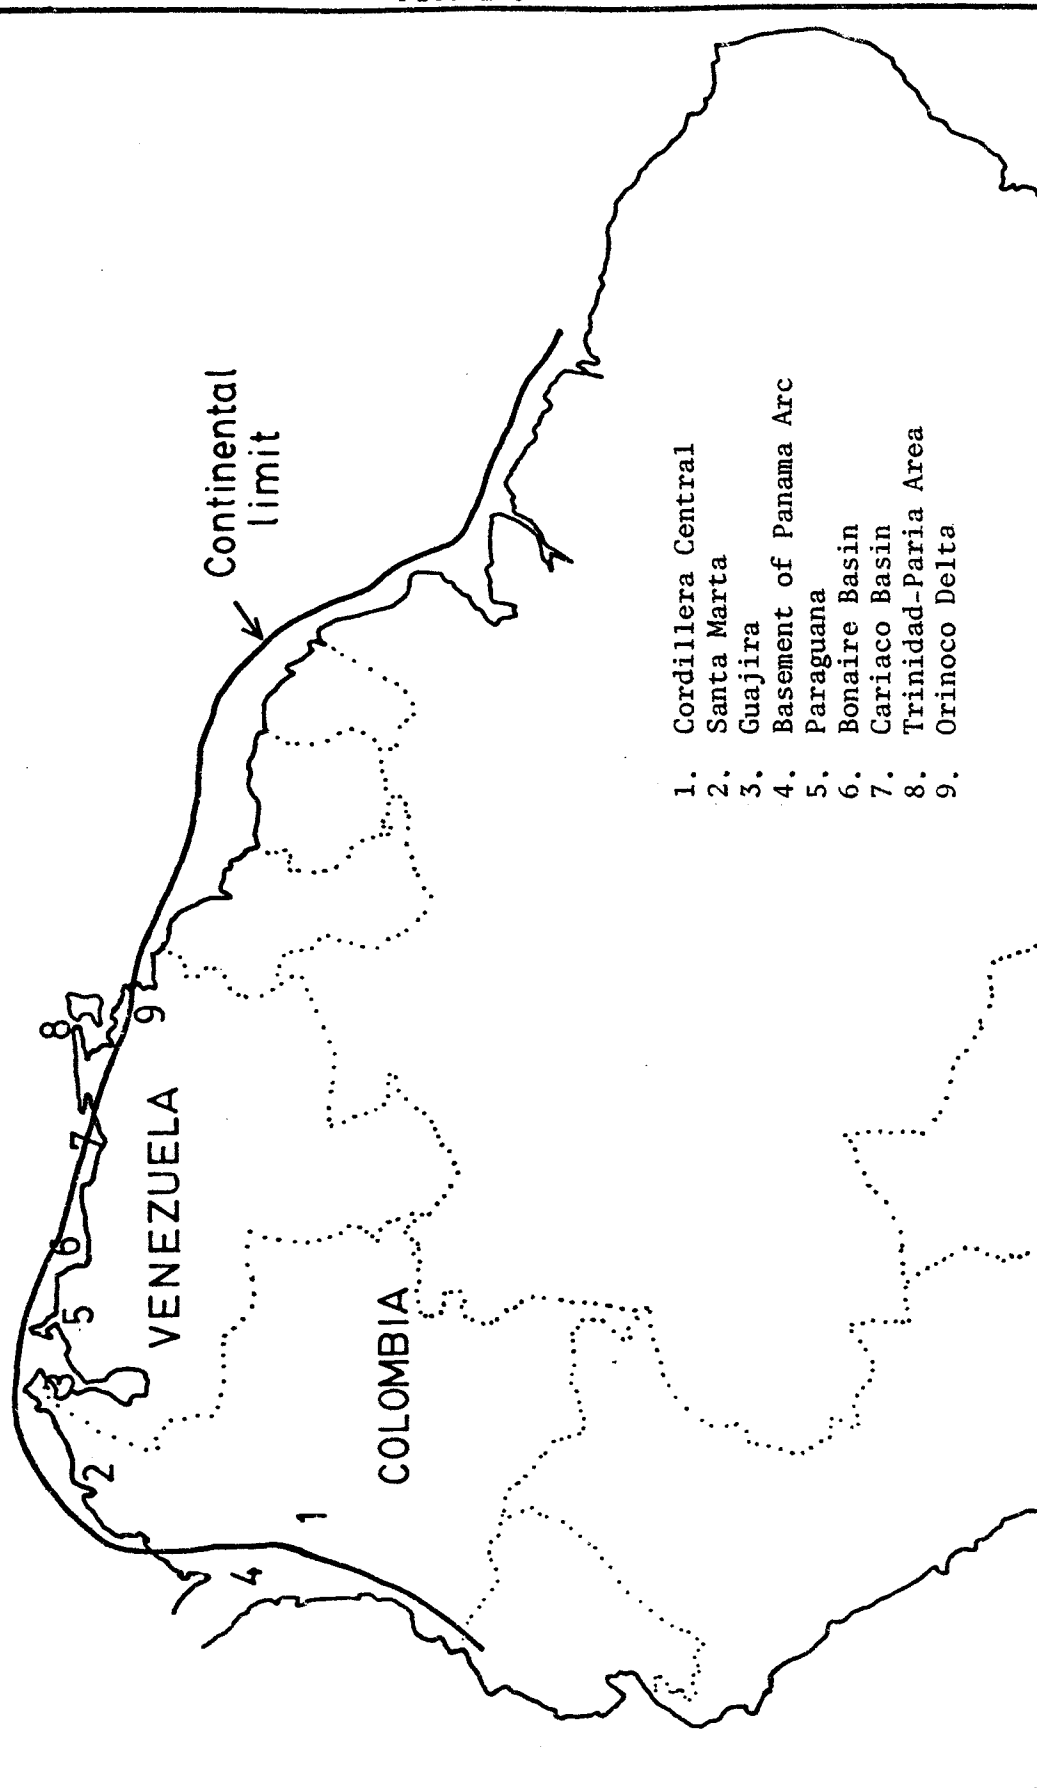 Continental
limit
8
9
7
6
5
3
2
1
4
VENEZUELA
COLOMBIA
1. Cordillera Central
2. Santa Marta
3. Guajira
4. Basement of Panama Arc
5. Paraguana
6. Bonaire Basin
7. Cariaco Basin
8. Trinidad-Paria Area
9. Orinoco Delta